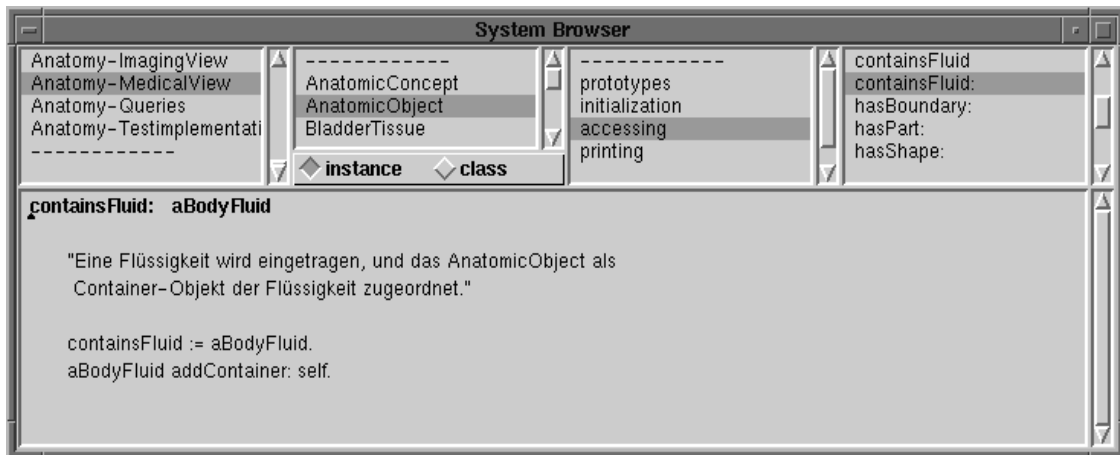 System Browser
Anatomy-ImagingView
Anatomy-MedicalView
Anatomy-Queries
Anatomy-Testimplementati
------------
------------
AnatomicConcept
AnatomicObject
BladderTissue
instance class
------------
prototypes
initialization
accessing
printing
containsFluid
containsFluid:
hasBoundary:
hasPart:
hasShape:
containsFluid: aBodyFluid
"Eine Flüssigkeit wird eingetragen, und das AnatomicObject als
Container-Objekt der Flüssigkeit zugeordnet."
containsFluid := aBodyFluid.
aBodyFluid addContainer: self.